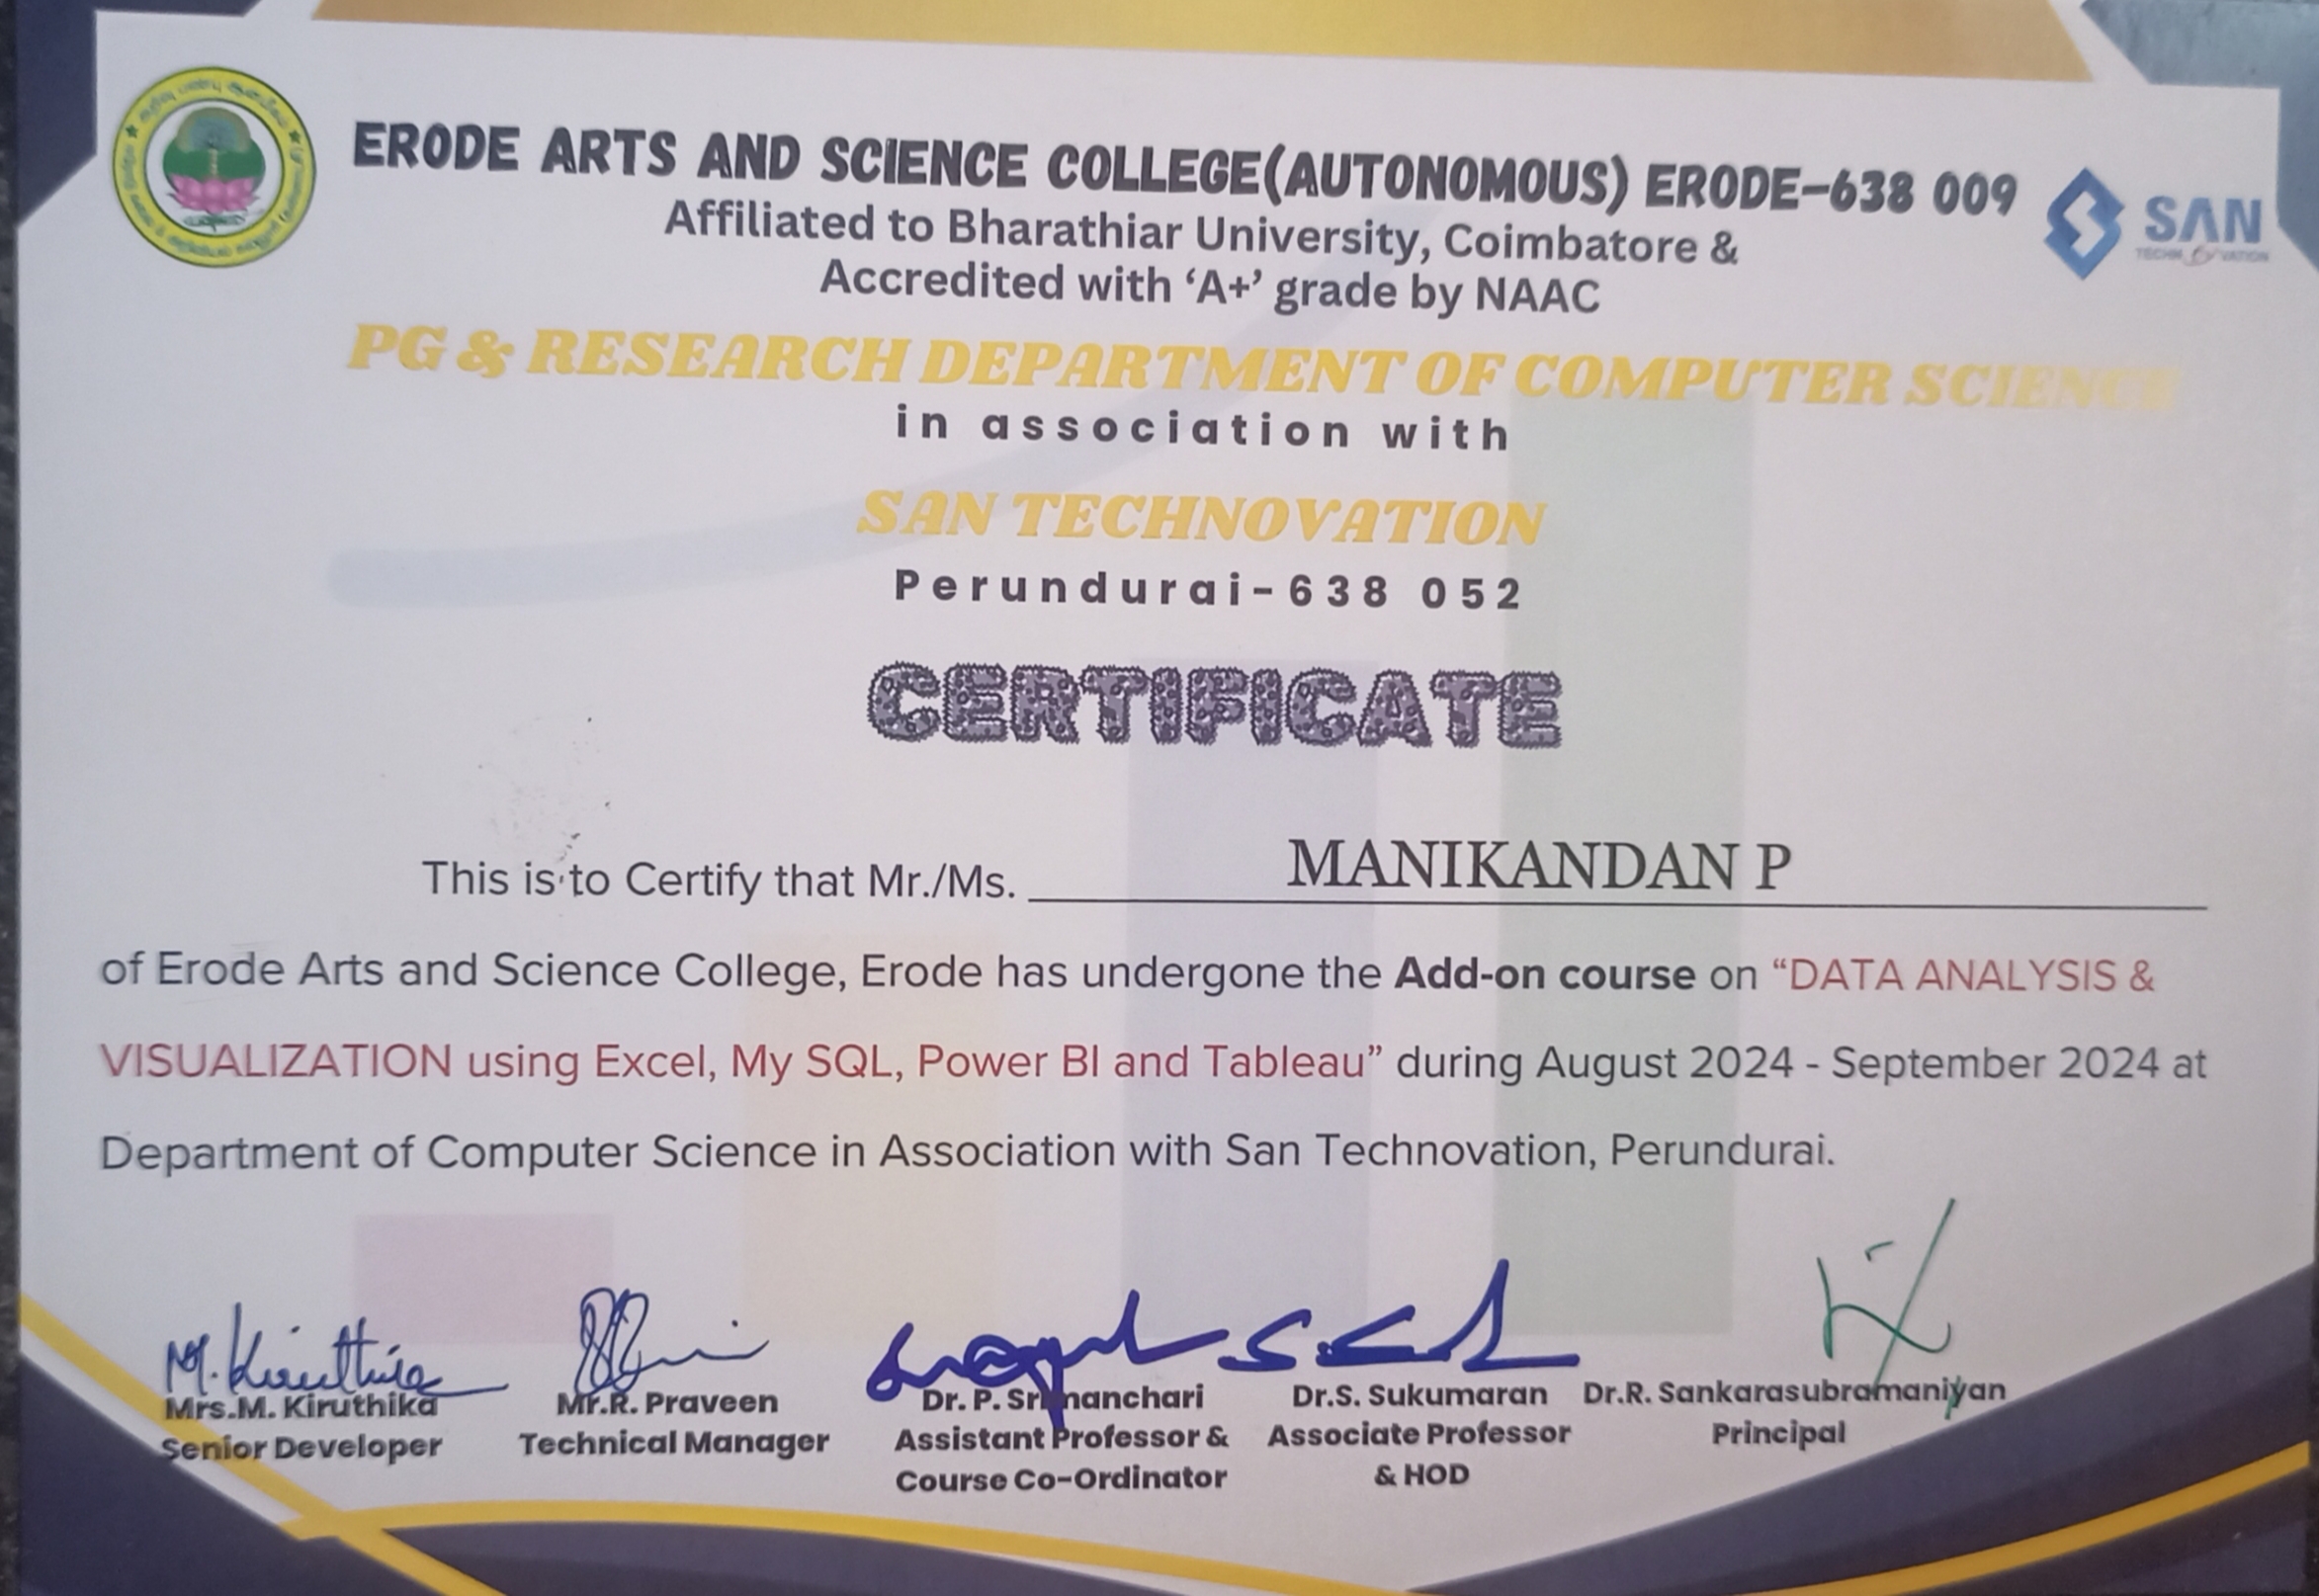 ERODE ARTS AND SCIENCE COLLEGE(AUTONOMOUS) ERODE-638 009
SAN
TECHNOVATION
Affiliated to Bharathiar University, Coimbatore &
Accredited with ‘A+’ grade by NAAC
PG & RESEARCH DEPARTMENT OF COMPUTER SCIENCE
in association with
SAN TECHNOVATION
Perundurai-638 052
CERTIFICATE
This is to Certify that Mr./Ms. MANIKANDAN P
of Erode Arts and Science College, Erode has undergone the Add-on course on “DATA ANALYSIS &
VISUALIZATION using Excel, My SQL, Power BI and Tableau” during August 2024 - September 2024 at
Department of Computer Science in Association with San Technovation, Perundurai.
M. Kiruthika
Mrs.M. Kiruthika
Senior Developer
Mr.R. Praveen
Technical Manager
Dr. P. Srimanchari
Assistant Professor &
Course Co-Ordinator
Dr.S. Sukumaran
Associate Professor
& HOD
Dr.R. Sankarasubramaniyan
Principal